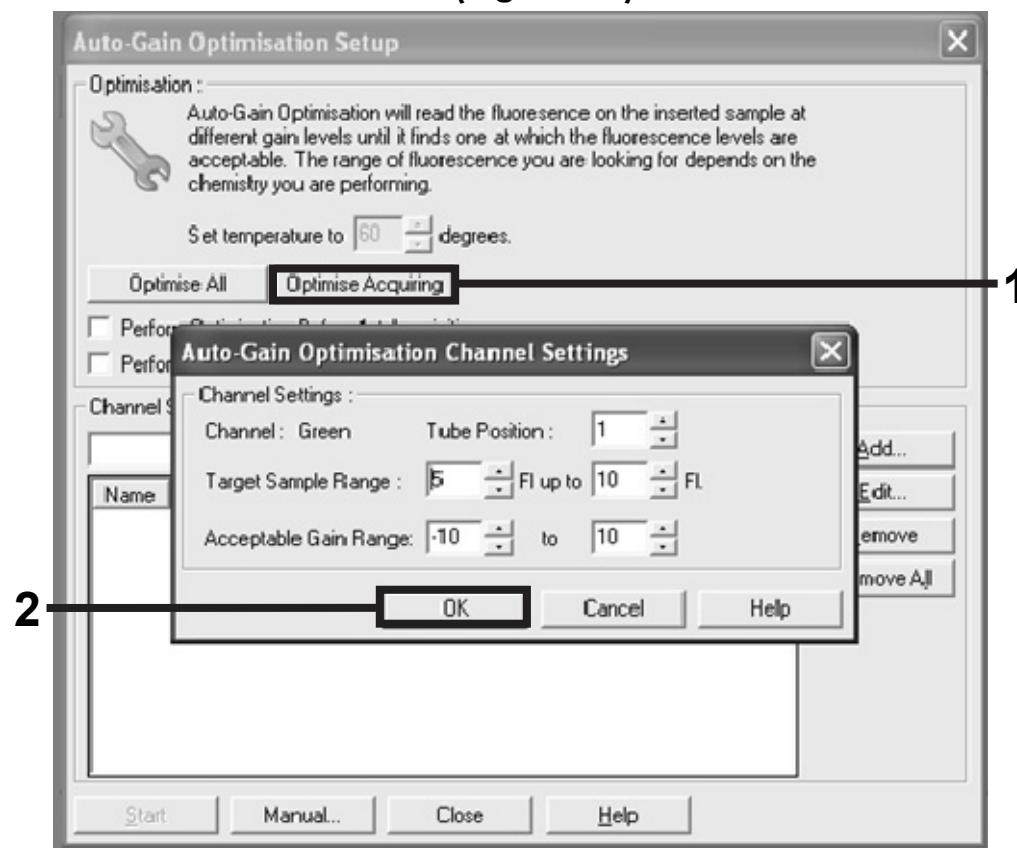 Auto-Gain Optimisation Setup
Optimisation :
Auto-Gain Optimisation will read the fluoresence on the inserted sample at
different gain levels until it finds one at which the fluorescence levels are
acceptable. The range of fluorescence you are looking for depends on the
chemistry you are performing.
Set temperature to 60 degrees.
Optimise All Optimise Acquiring
1
Auto-Gain Optimisation Channel Settings
Channel Settings :
Channel : Green Tube Position : 1
Target Sample Range : 5 Fl up to 10 Fl.
Acceptable Gain Range: -10 to 10
OK Cancel Help
2
Channel
Name
Add...
Edit...
emove
move All
Start Manual... Close Help